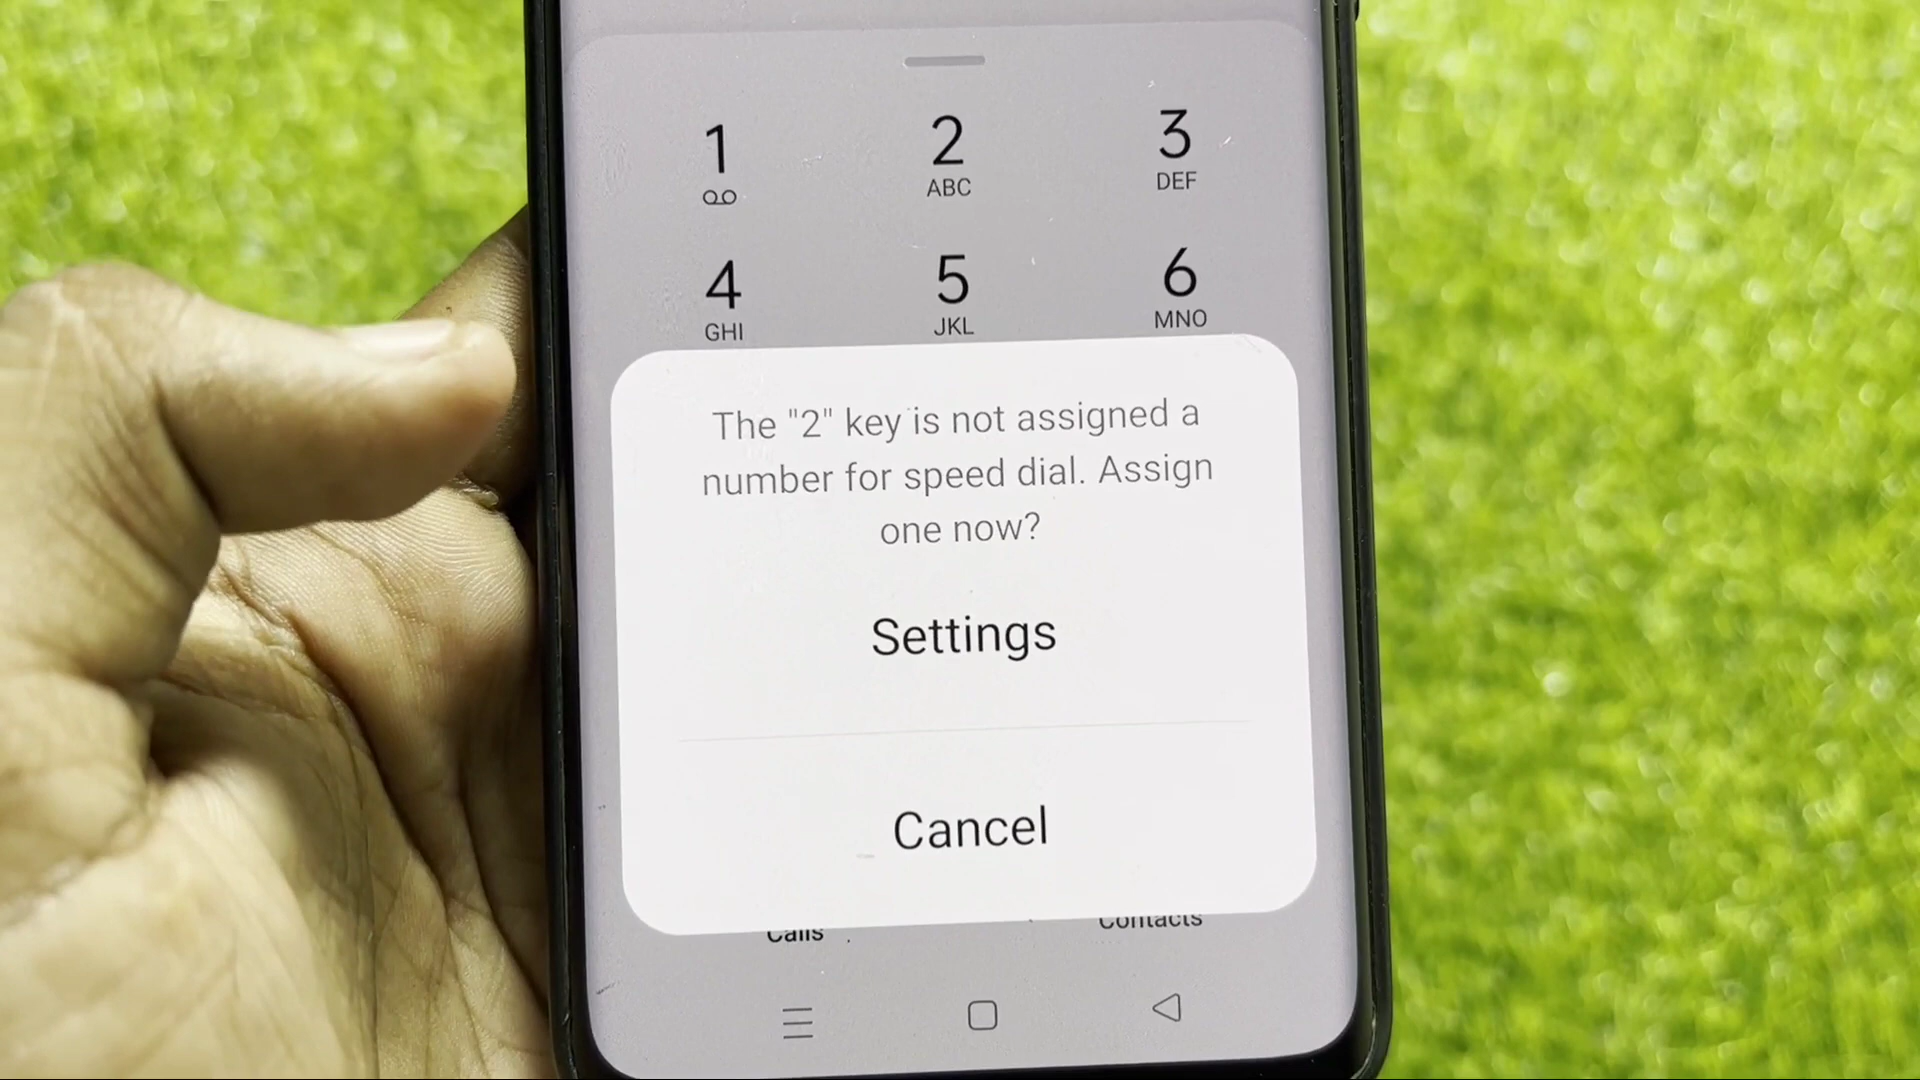 1 2 3
ABC DEF
4 5 6
GHI JKL MNO
The "2" key is not assigned a
number for speed dial. Assign
one now?
Settings
Cancel
Calls Contacts